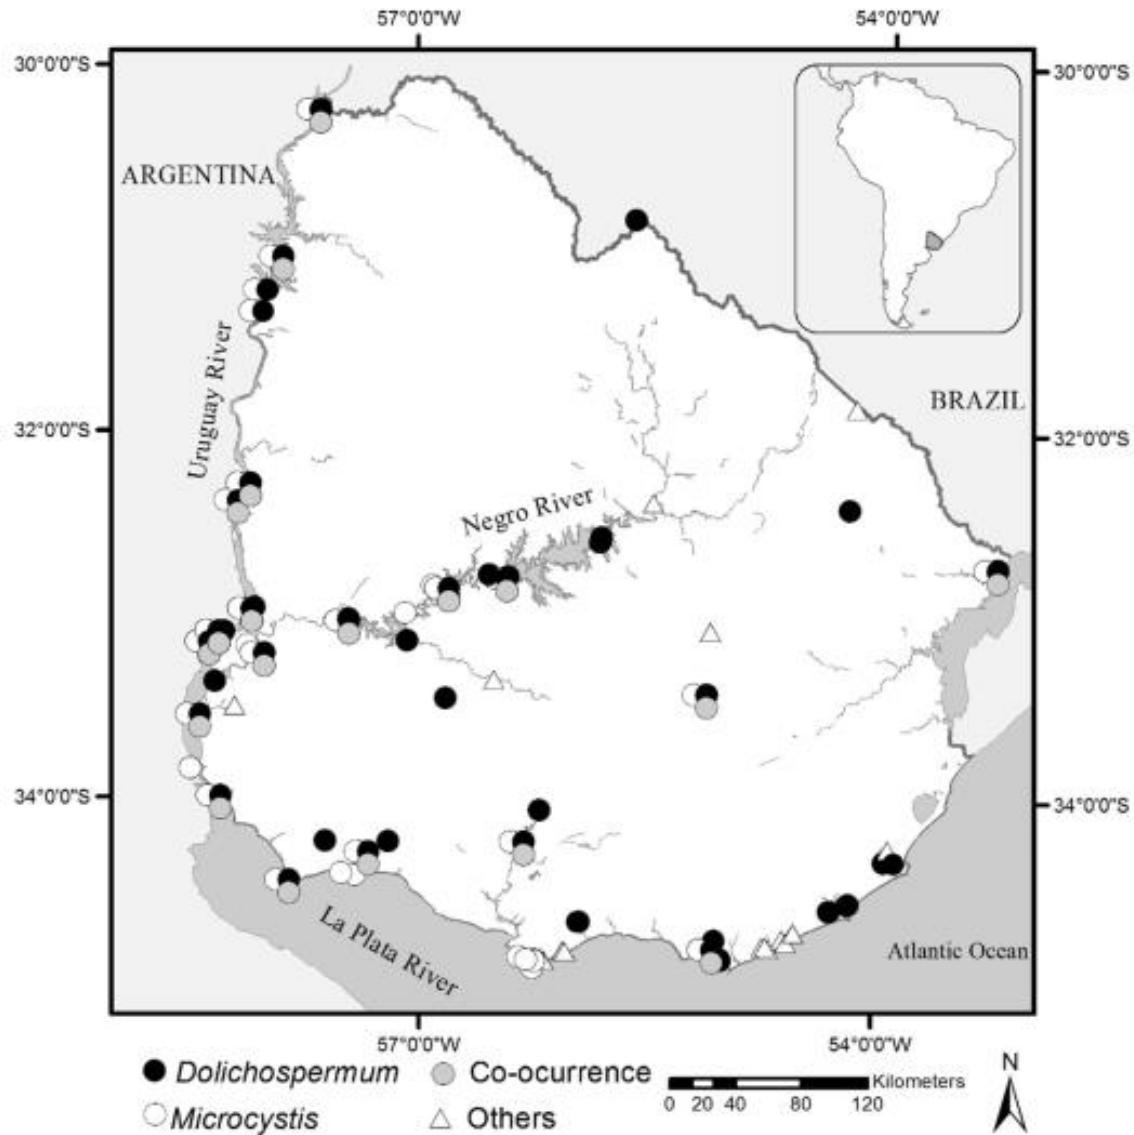 57°0'0"W 54°0'0"W
30°0'0"S 30°0'0"S
ARGENTINA
Uruguay River
BRAZIL
32°0'0"S 32°0'0"S
Negro River
34°0'0"S 34°0'0"S
La Plata River
Atlantic Ocean
57°0'0"W 54°0'0"W
Dolichospermum Co-ocurrence Kilometers
0 20 40 80 120
N
Microcystis Others